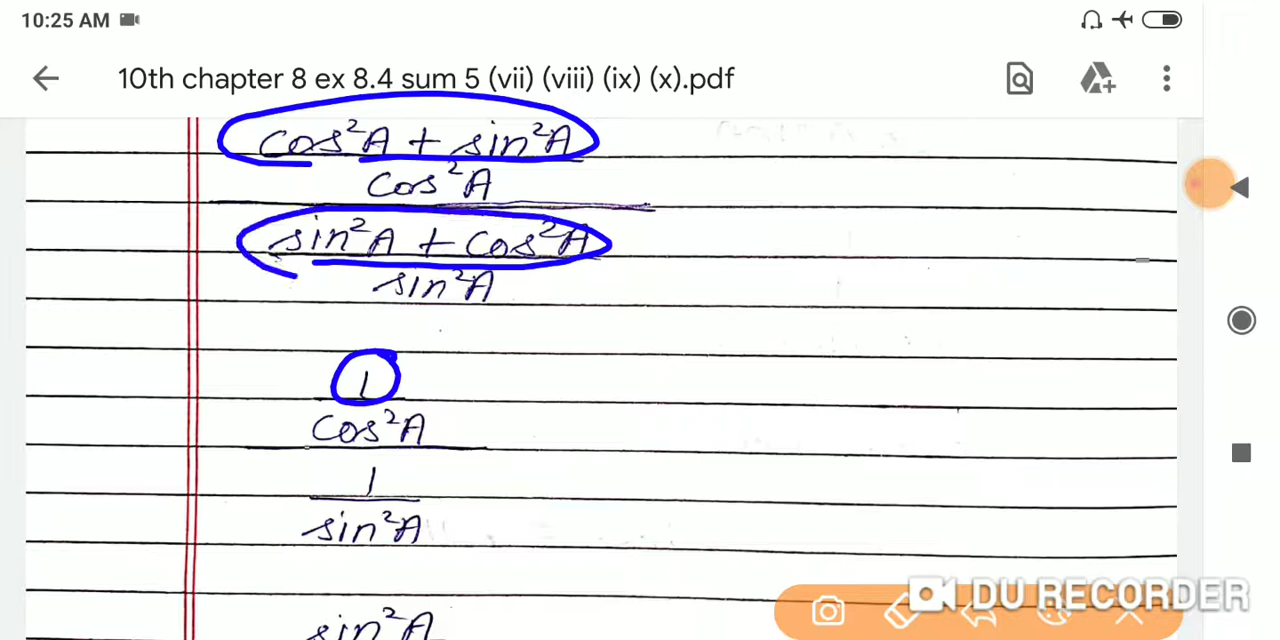 10:25 AM
10th chapter 8 ex 8.4 sum 5 (vii) (viii) (ix) (x).pdf
cos²A + sin²A
cos²A
sin²A + cos²A
sin²A
1
cos²A
1
sin²A
DU RECORDER
sin²A